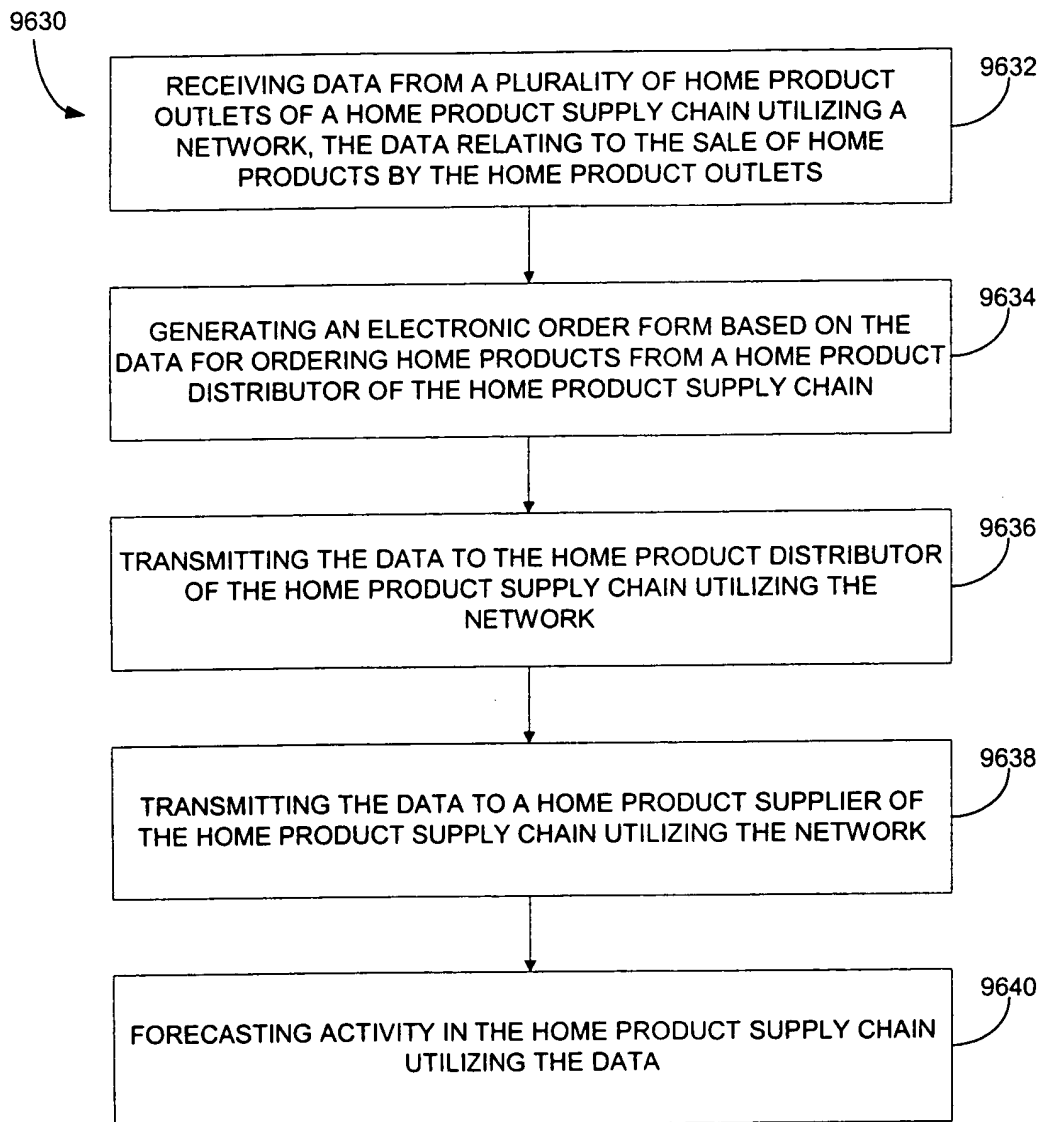 9630
RECEIVING DATA FROM A PLURALITY OF HOME PRODUCT
OUTLETS OF A HOME PRODUCT SUPPLY CHAIN UTILIZING A
NETWORK, THE DATA RELATING TO THE SALE OF HOME
PRODUCTS BY THE HOME PRODUCT OUTLETS
9632
GENERATING AN ELECTRONIC ORDER FORM BASED ON THE
DATA FOR ORDERING HOME PRODUCTS FROM A HOME PRODUCT
DISTRIBUTOR OF THE HOME PRODUCT SUPPLY CHAIN
9634
TRANSMITTING THE DATA TO THE HOME PRODUCT DISTRIBUTOR
OF THE HOME PRODUCT SUPPLY CHAIN UTILIZING THE
NETWORK
9636
TRANSMITTING THE DATA TO A HOME PRODUCT SUPPLIER OF
THE HOME PRODUCT SUPPLY CHAIN UTILIZING THE NETWORK
9638
FORECASTING ACTIVITY IN THE HOME PRODUCT SUPPLY CHAIN
UTILIZING THE DATA
9640